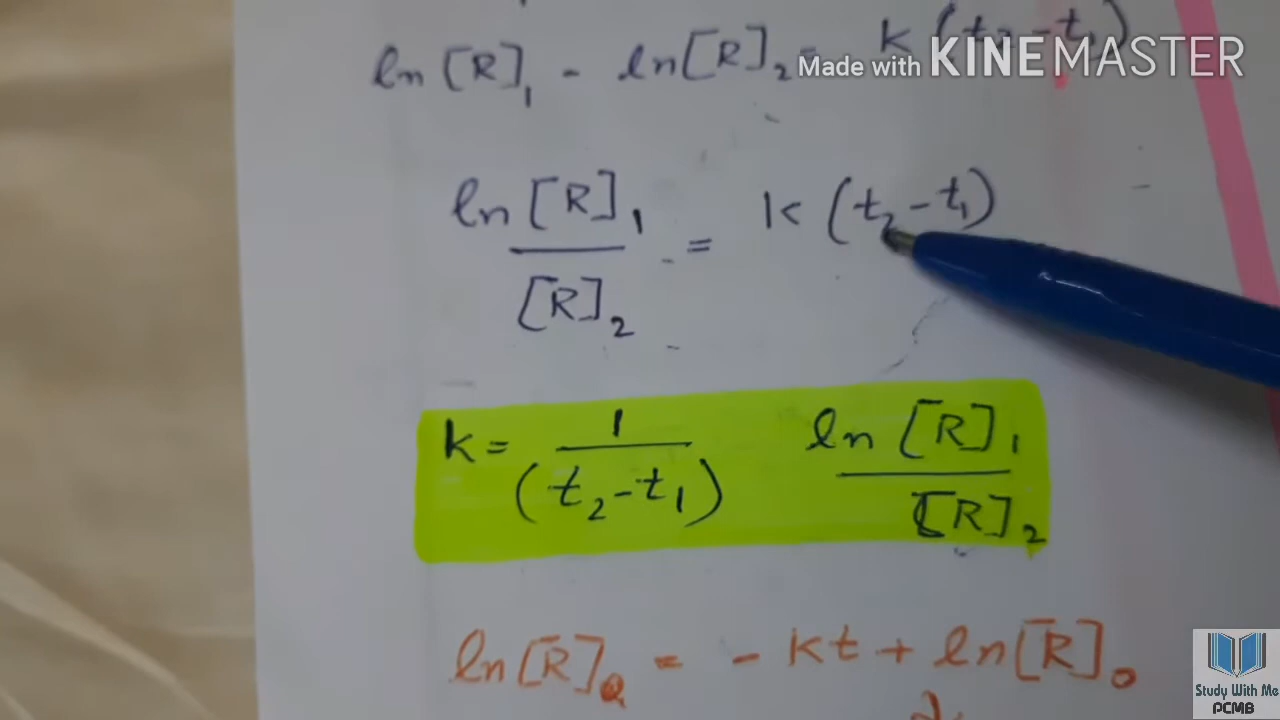 ln [R]₁ - ln [R]₂ = k (t₂ - t₁)
Made with KINEMASTER
ln [R]₁
= k (t₂ - t₁)
[R]₂
k = 1 ln [R]₁
(t₂ - t₁) [R]₂
ln [R] = - kt + ln [R]₀
Study With Me
PCMB